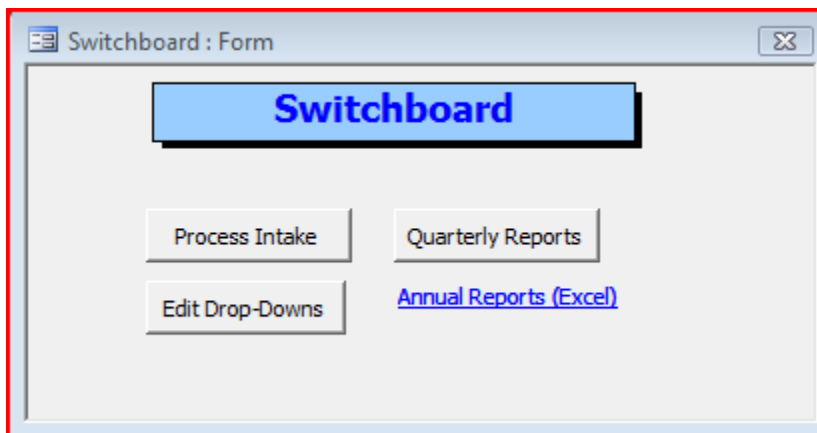 Switchboard : Form
Switchboard
Process Intake
Quarterly Reports
Edit Drop-Downs
Annual Reports (Excel)